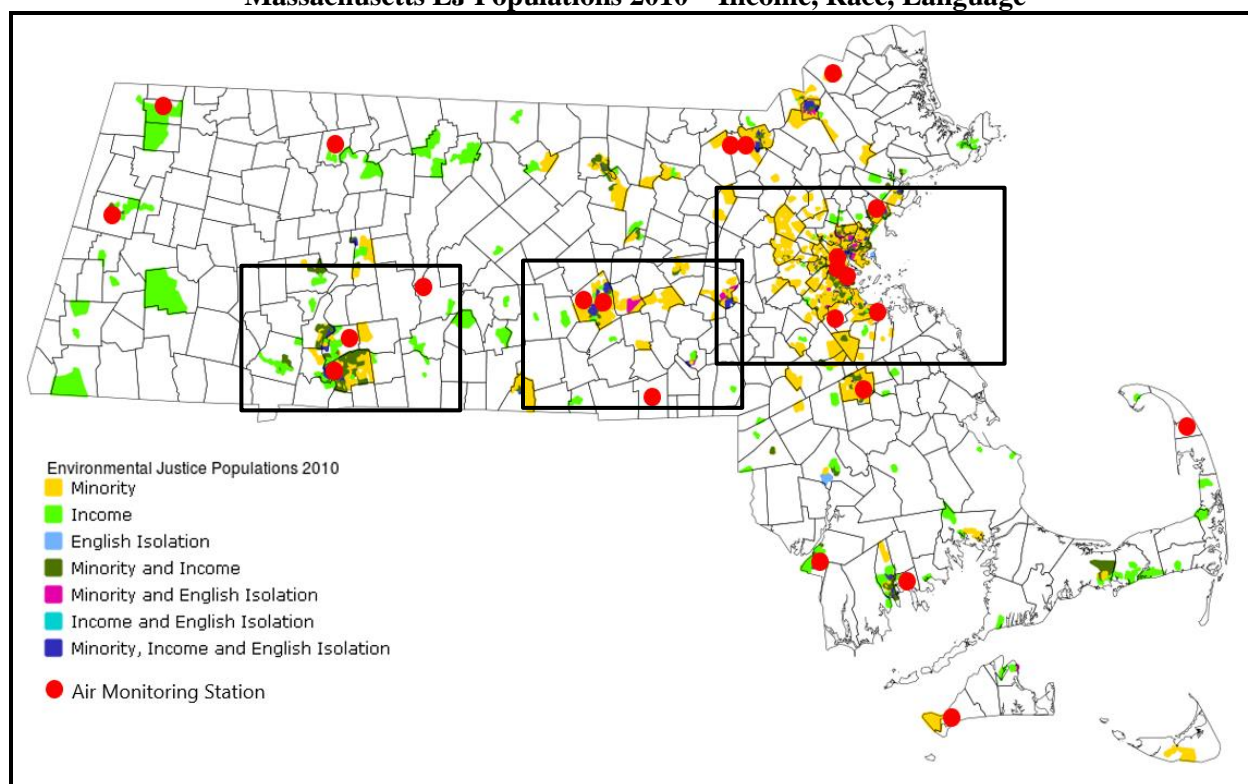 Massachusetts EJ Populations 2010 – Income, Race, Language
Environmental Justice Populations 2010
Minority
Income
English Isolation
Minority and Income
Minority and English Isolation
Income and English Isolation
Minority, Income and English Isolation
Air Monitoring Station